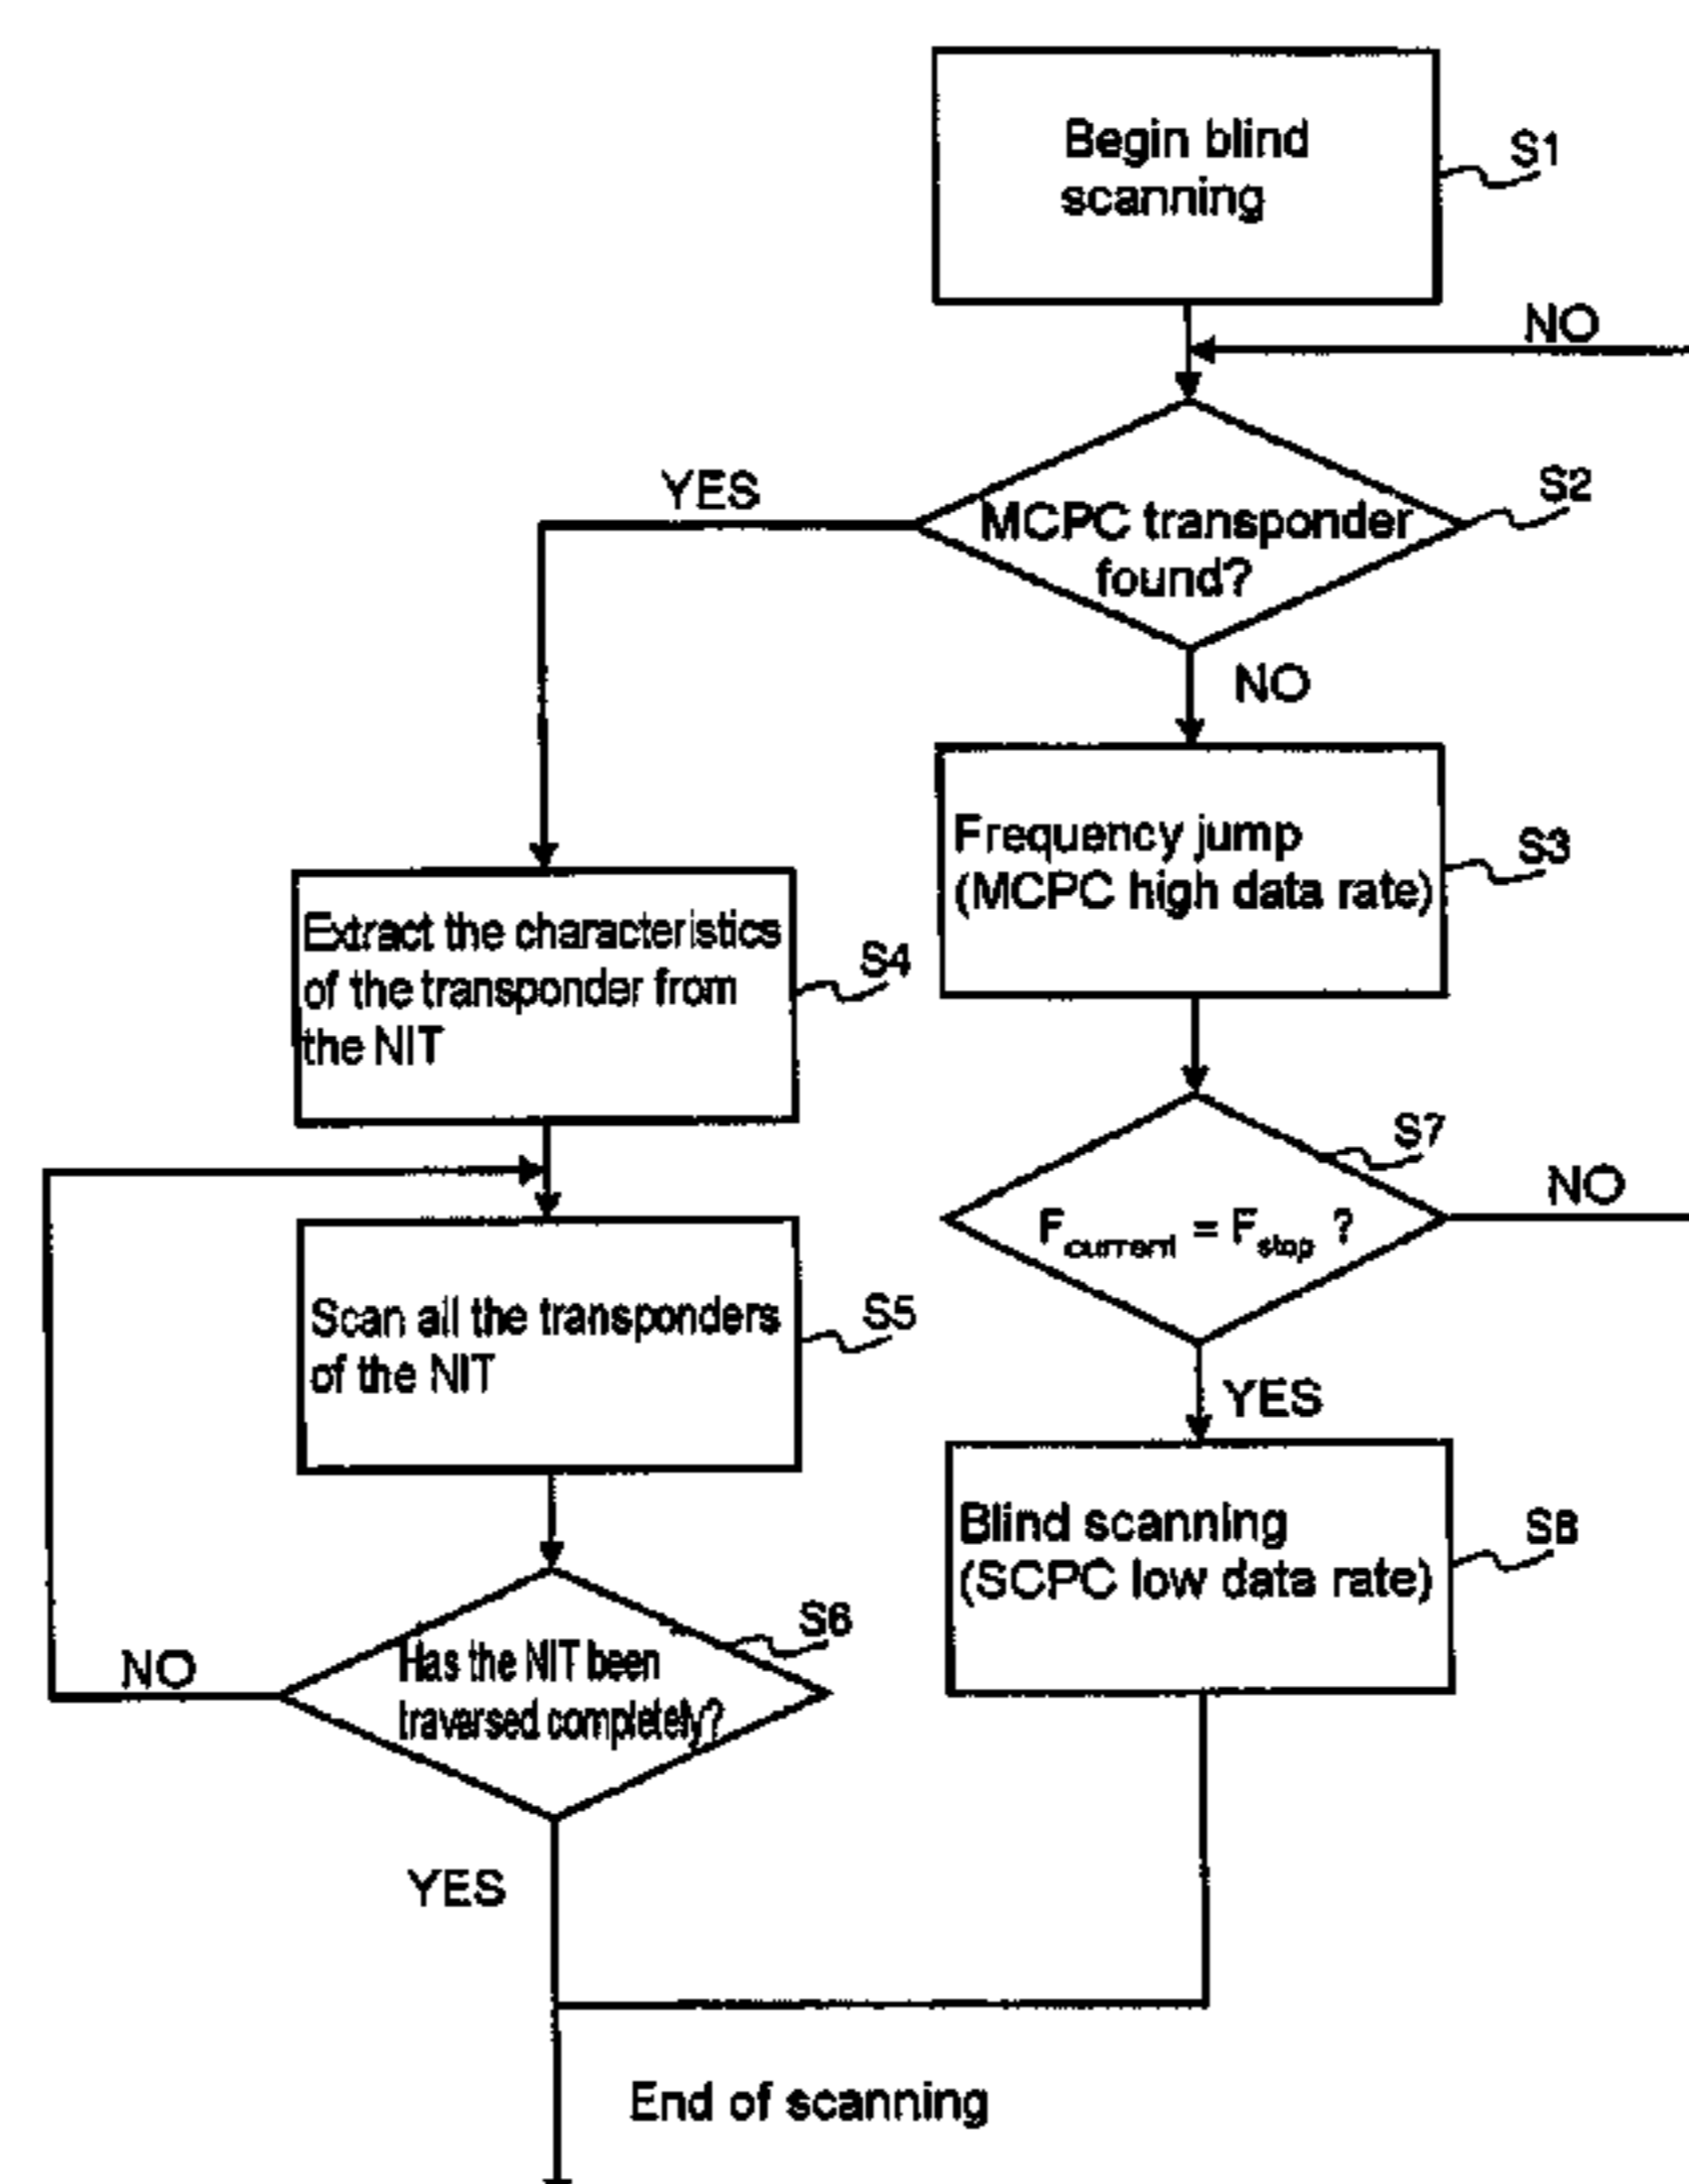 Begin blind
scanning
S1
NO
YES
S2
MCPC transponder
found?
NO
Frequency jump
(MCPC high data rate)
S3
Extract the characteristics
of the transponder from
the NIT
S4
S7
NO
Fcurrent = Fstop ?
Scan all the transponders
of the NIT
S5
YES
Blind scanning
(SCPC low data rate)
S8
S6
Has the NIT been
traversed completely?
NO
YES
End of scanning